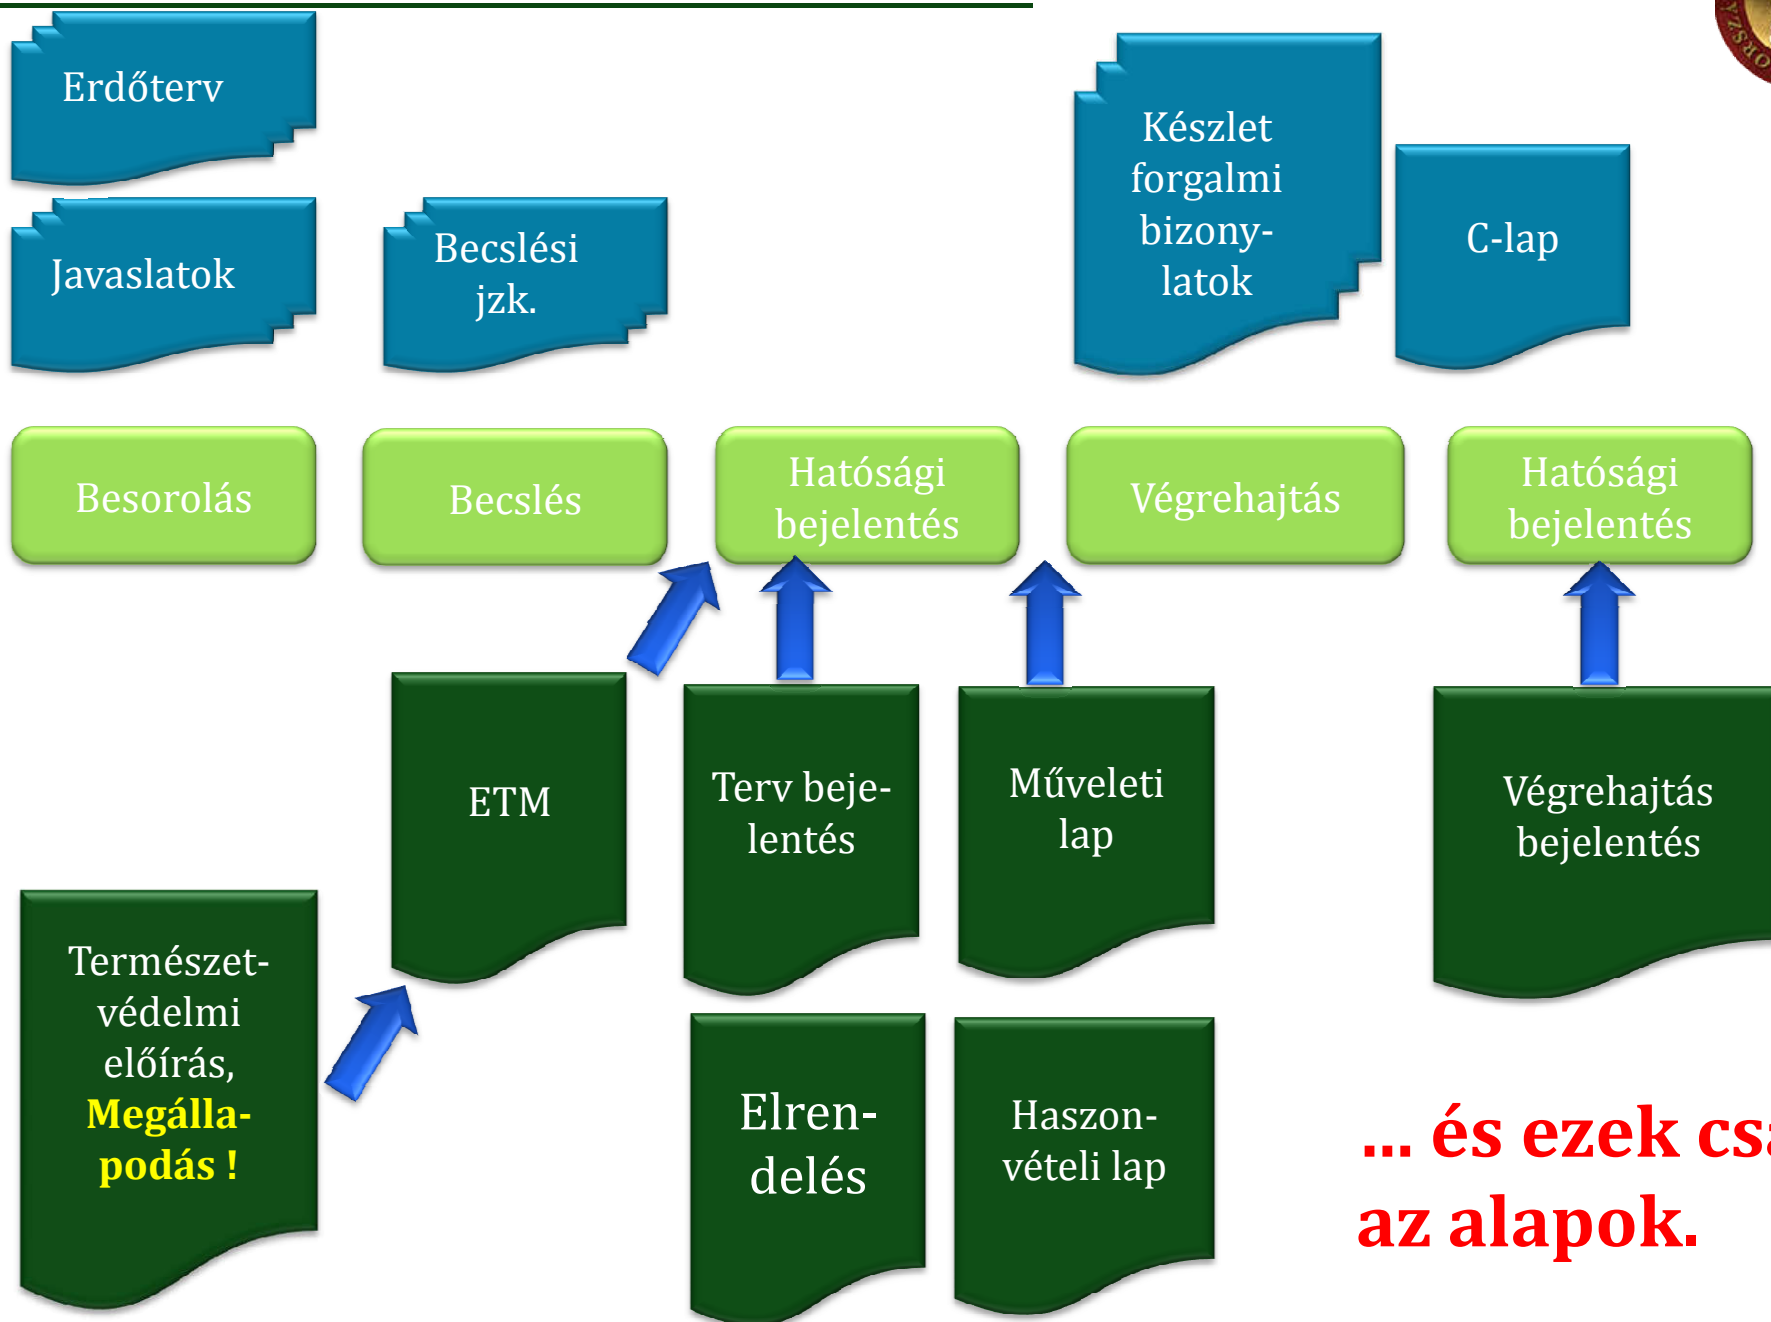 Erdőterv
Javaslatok
Becslési
jzk.
Készlet
forgalmi
bizony-
latok
C-lap
Besorolás
Becslés
Hatósági
bejelentés
Végrehajtás
Hatósági
bejelentés
ETM
Terv beje-
lentés
Műveleti
lap
Végrehajtás
bejelentés
Természet-
védelmi
előírás,
Megálla-
podás !
Elren-
delés
Haszon-
vételi lap
... és ezek
az alapok.